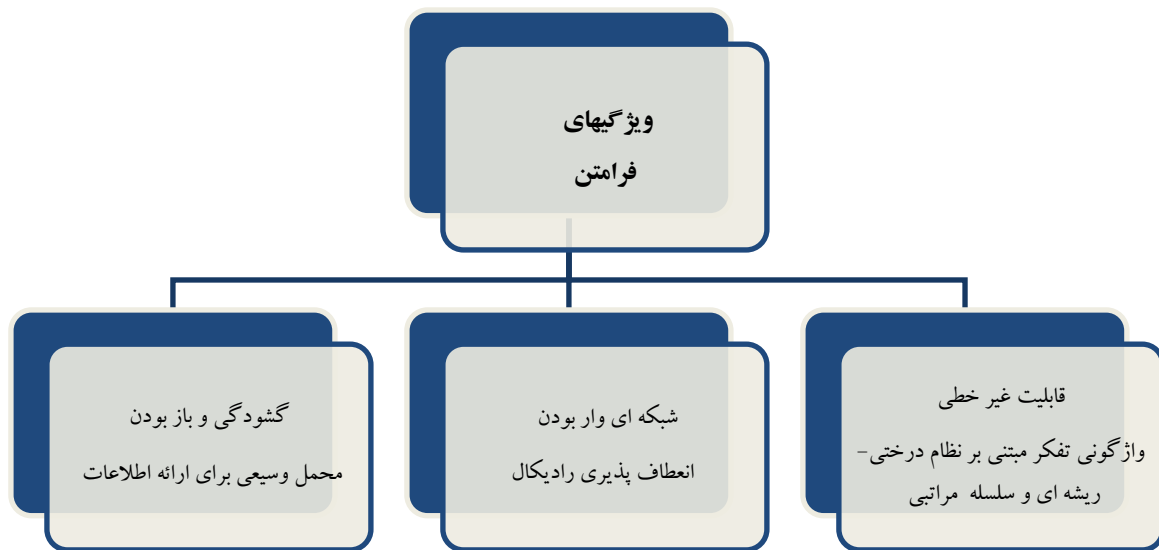 ویژگیهای
فرامتن
قابلیت غیر خطی
واژگونی تفکر مبتنی بر نظام درختی-
ریشه ای و سلسله مراتبی
شبکه ای وار بودن
انعطاف پذیری رادیکال
گشودگی و باز بودن
محمل وسیعی برای ارائه اطلاعات